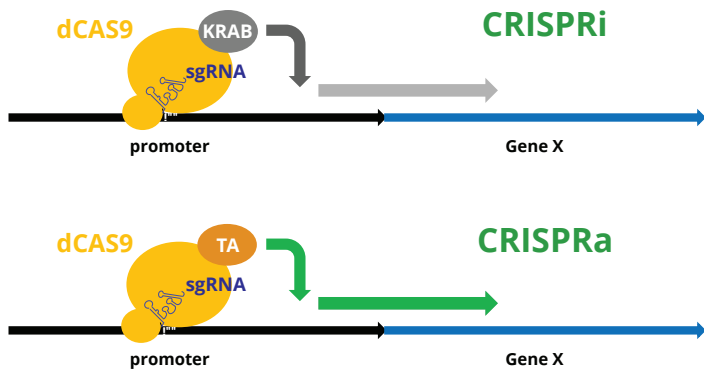 dCAS9
KRAB
CRISPRi
sgRNA
promoter
Gene X
dCAS9
TA
CRISPRa
sgRNA
promoter
Gene X